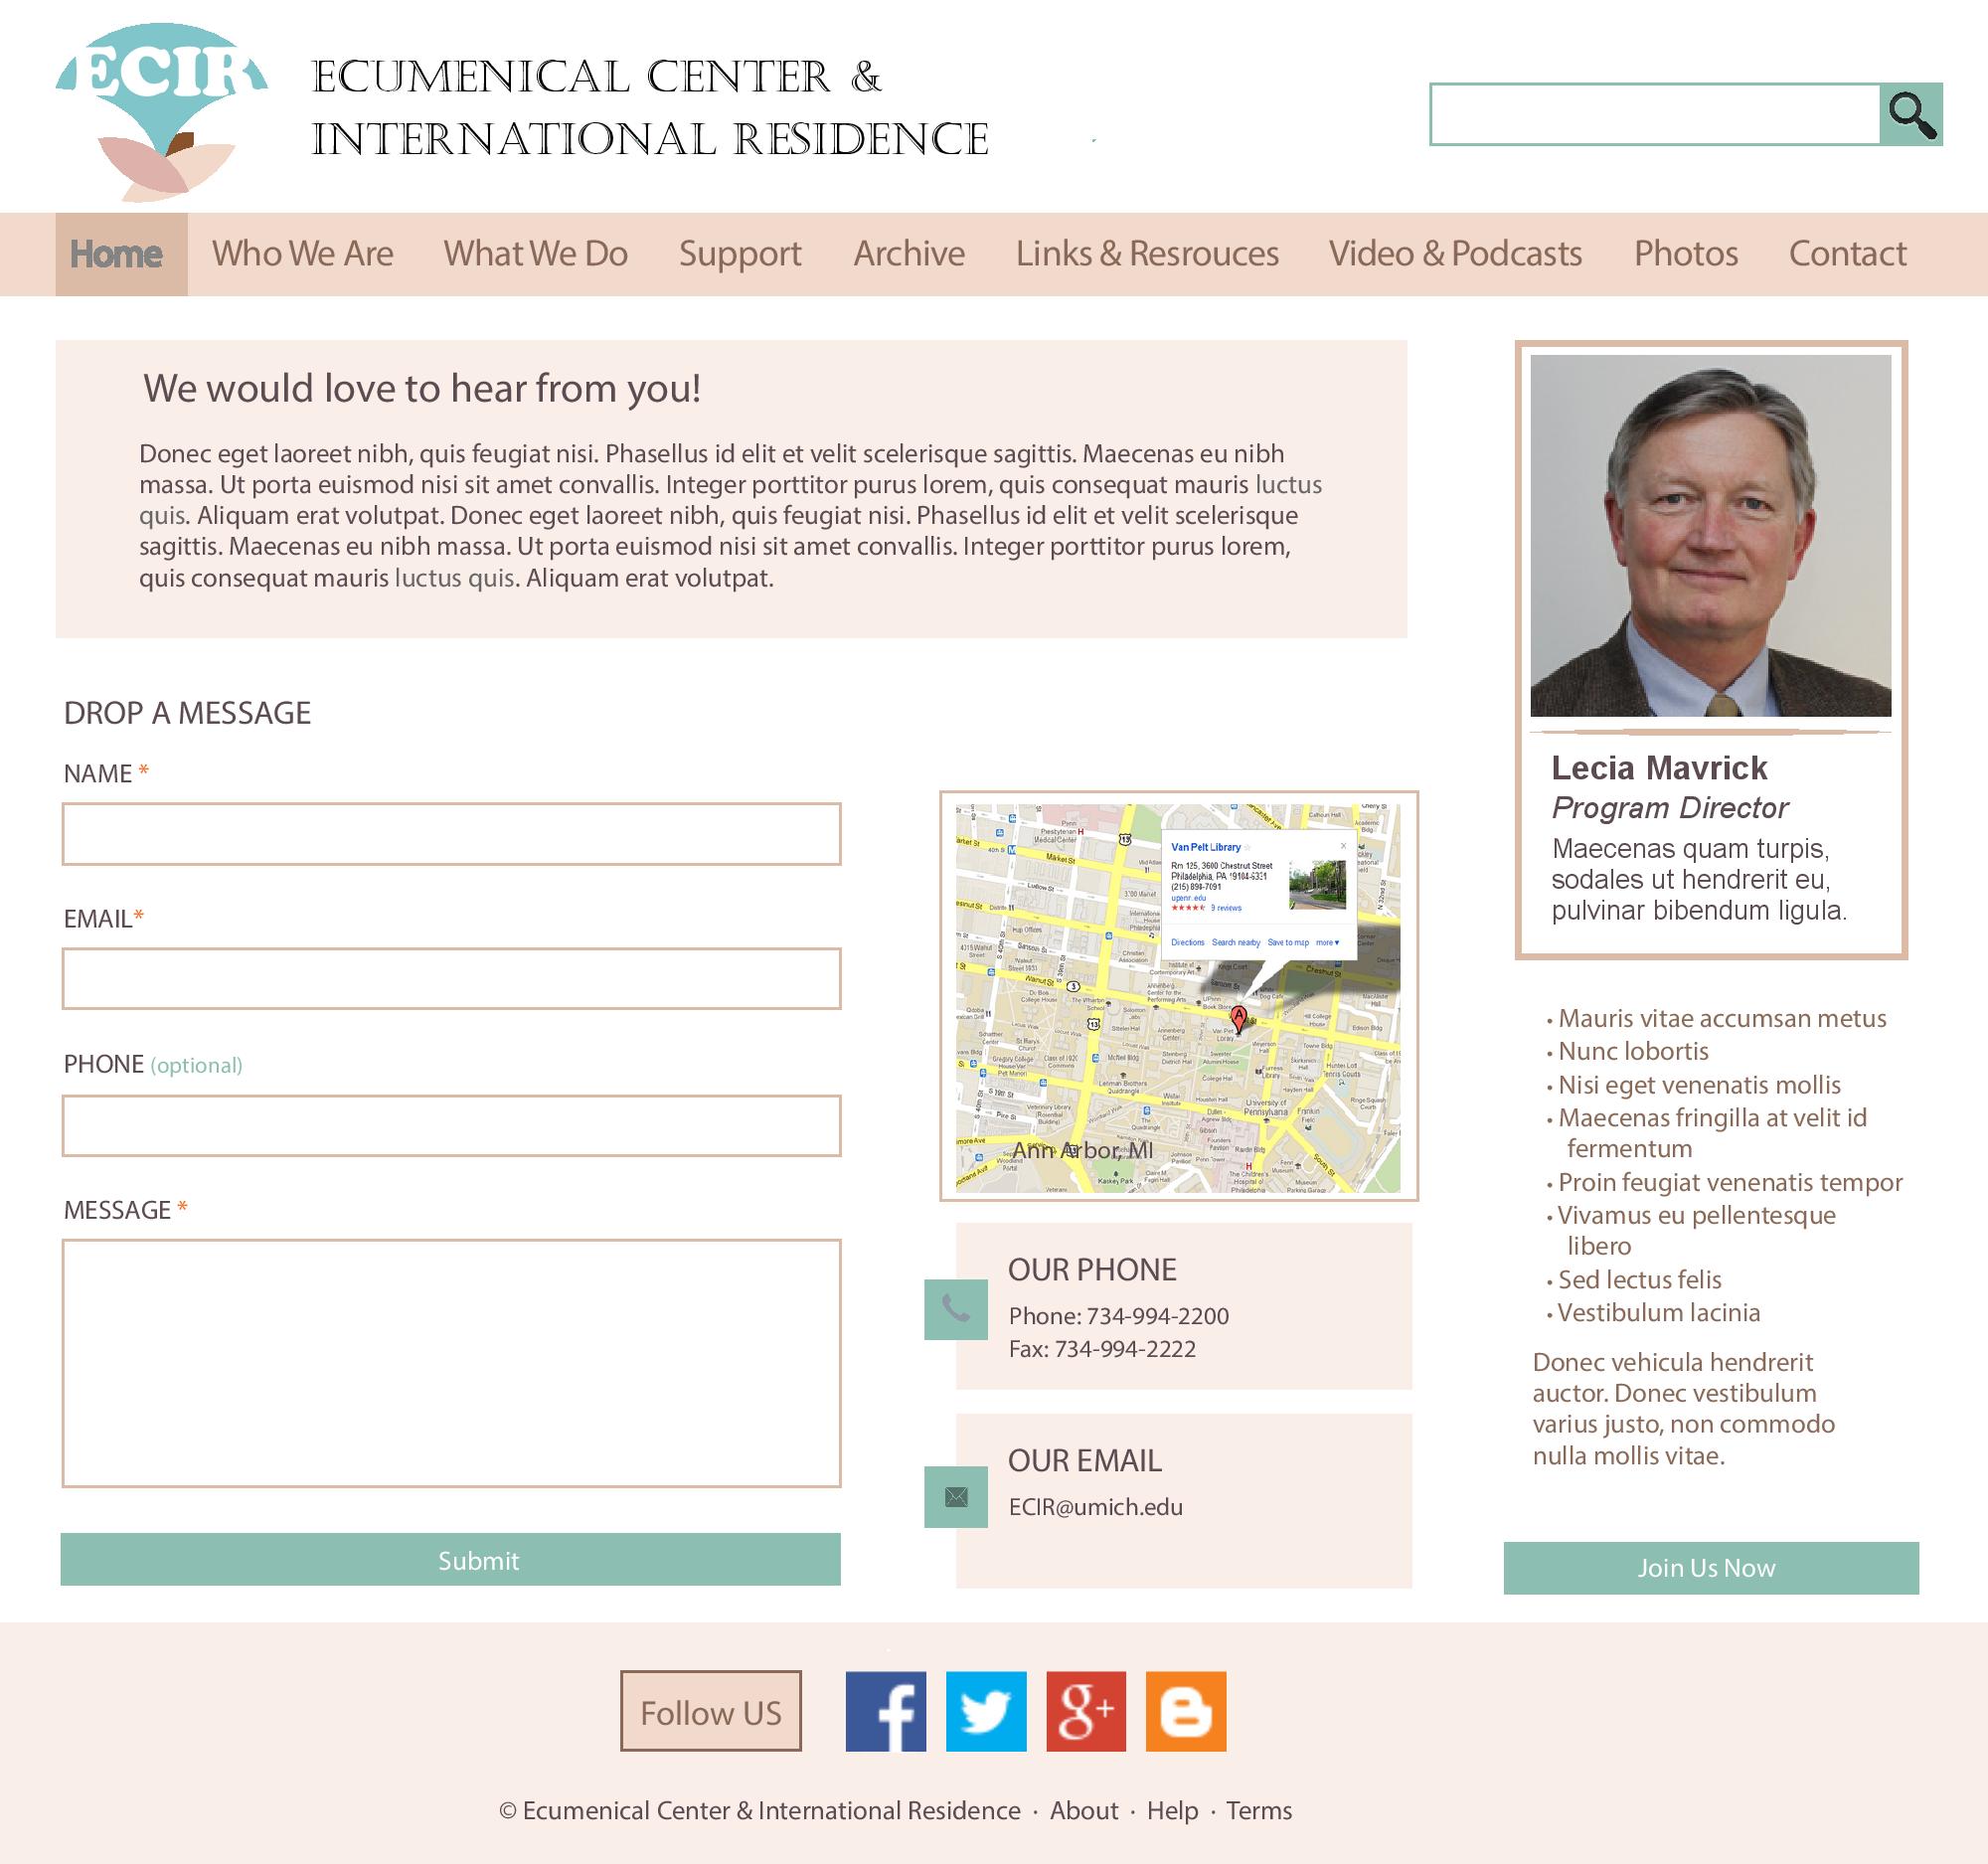 ECIR
ECUMENICAL CENTER &
INTERNATIONAL RESIDENCE
Home Who We Are What We Do Support Archive Links & Resrouces Video & Podcasts Photos Contact
We would love to hear from you!
Donec eget laoreet nibh, quis feugiat nisi. Phasellus id elit et velit scelerisque sagittis. Maecenas eu nibh
massa. Ut porta euismod nisi sit amet convallis. Integer porttitor purus lorem, quis consequat mauris luctus
quis. Aliquam erat volutpat. Donec eget laoreet nibh, quis feugiat nisi. Phasellus id elit et velit scelerisque
sagittis. Maecenas eu nibh massa. Ut porta euismod nisi sit amet convallis. Integer porttitor purus lorem,
quis consequat mauris luctus quis. Aliquam erat volutpat.
DROP A MESSAGE
NAME *
EMAIL*
PHONE (optional)
MESSAGE *
Submit
Van Pelt Library
Rm 125, 3600 Chestnut Street
Philadelphia, PA
9 reviews
Directions Search nearby Save to map more
Market St
Walnut St
Chestnut St
University of
Pennsylvania
A
Ann Arbor, MI
OUR PHONE
Phone: 734-994-2200
Fax: 734-994-2222
OUR EMAIL
ECIR@umich.edu
Lecia Mavrick
Program Director
Maecenas quam turpis,
sodales ut hendrerit eu,
pulvinar bibendum ligula.
• Mauris vitae accumsan metus
• Nunc lobortis
• Nisi eget venenatis mollis
• Maecenas fringilla at velit id
fermentum
• Proin feugiat venenatis tempor
• Vivamus eu pellentesque
libero
• Sed lectus felis
• Vestibulum lacinia
Donec vehicula hendrerit
auctor. Donec vestibulum
varius justo, non commodo
nulla mollis vitae.
Join Us Now
Follow US
f
g+
B
© Ecumenical Center & International Residence · About · Help · Terms